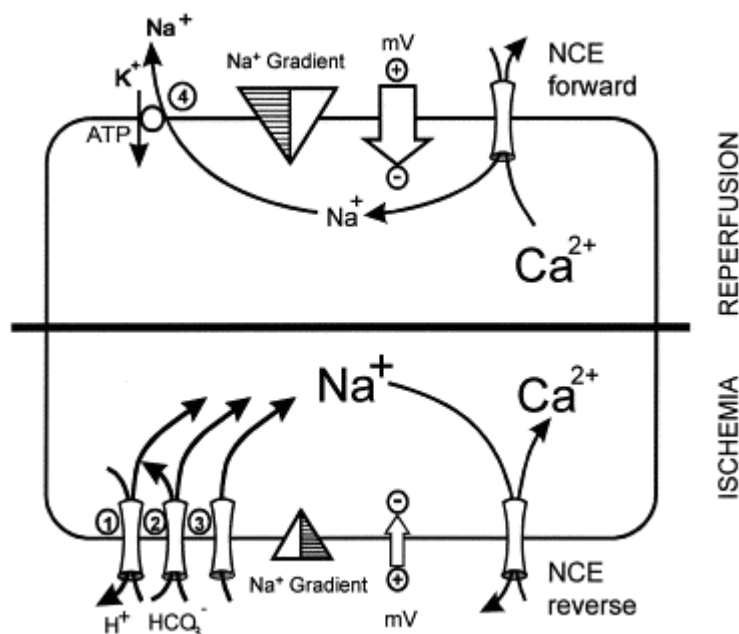 Na+
K+
ATP
4
Na+ Gradient
mV
+
-
NCE
forward
Na+
Ca2+
REPERFUSION
Na+
Ca2+
ISCHEMIA
1
2
3
H+
HCO3-
Na+ Gradient
-
+
mV
NCE
reverse